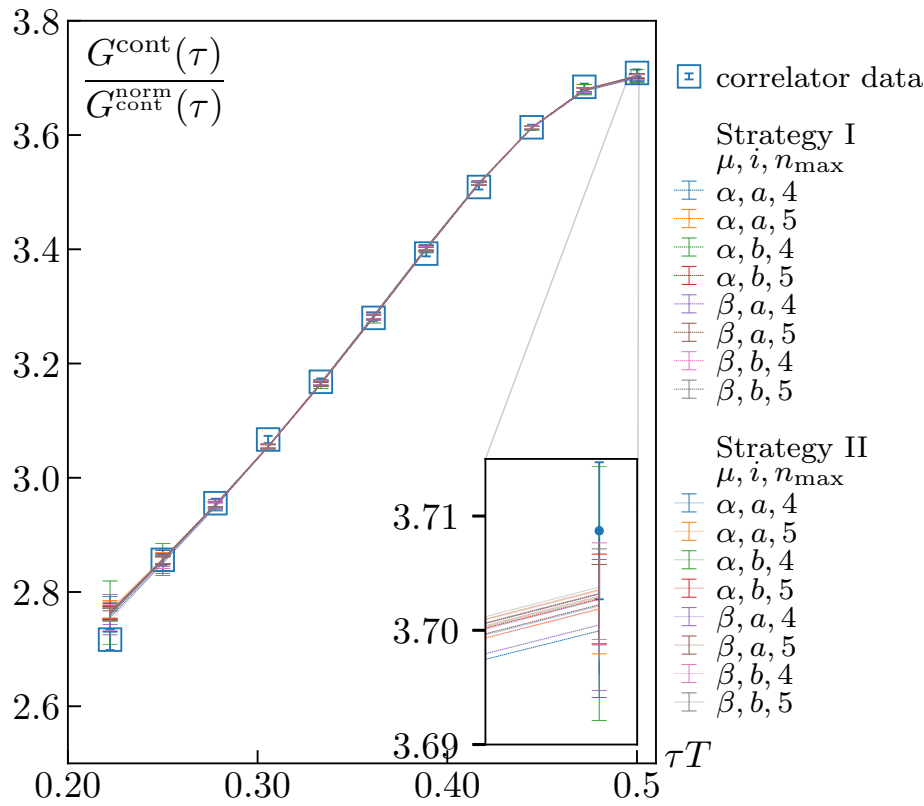 3.8
3.6
3.4
3.2
3.0
2.8
2.6
G^cont(τ)
G^norm_cont(τ)
3.71
3.70
3.69
0.20
0.30
0.40
0.5
τT
correlator data
Strategy I
μ, i, n_max
α, a, 4
α, a, 5
α, b, 4
α, b, 5
β, a, 4
β, a, 5
β, b, 4
β, b, 5
Strategy II
μ, i, n_max
α, a, 4
α, a, 5
α, b, 4
α, b, 5
β, a, 4
β, a, 5
β, b, 4
β, b, 5